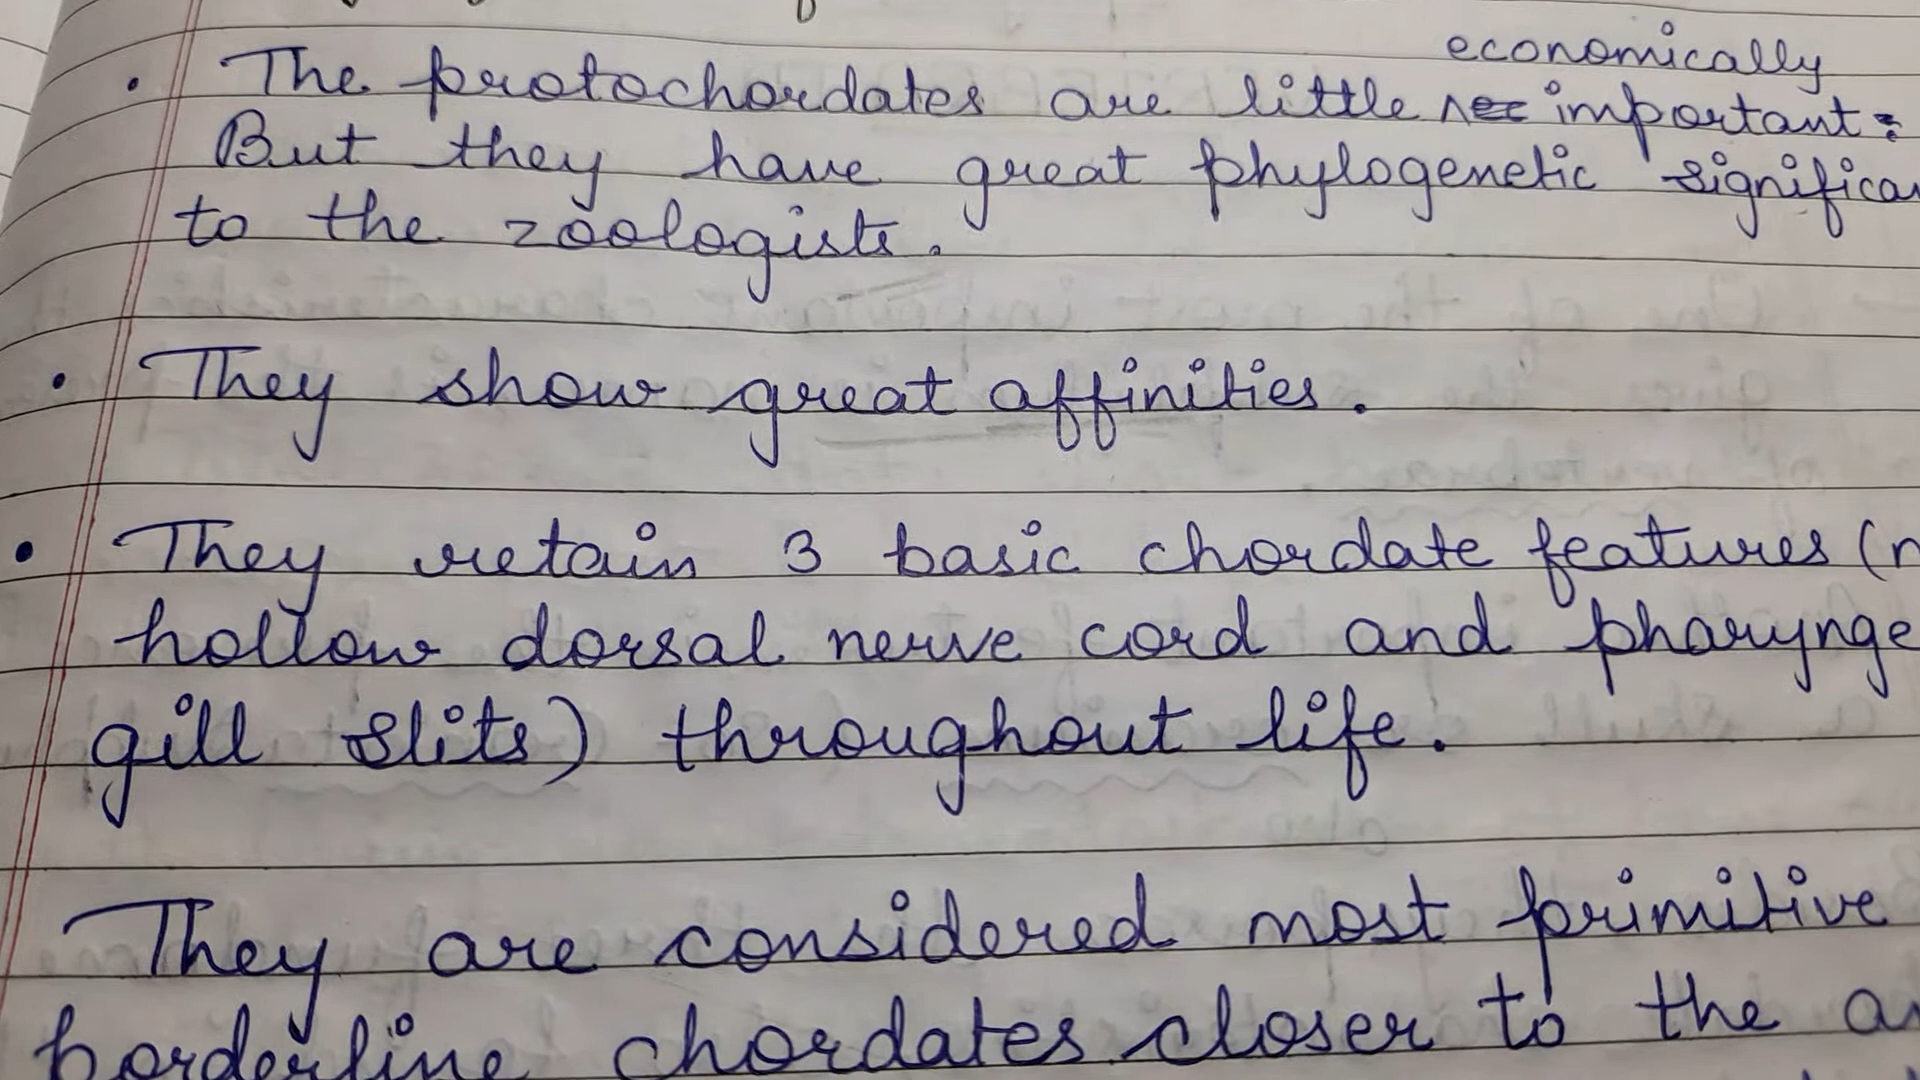 economically
• The protochordates are little important.
But they have great phylogenetic significan
to the zoologists.
• They show great affinities.
• They retain 3 basic chordate features (n
hollow dorsal nerve cord and pharynge
gill slits) throughout life.
They are considered most primitive
borderline chordates closer to the an